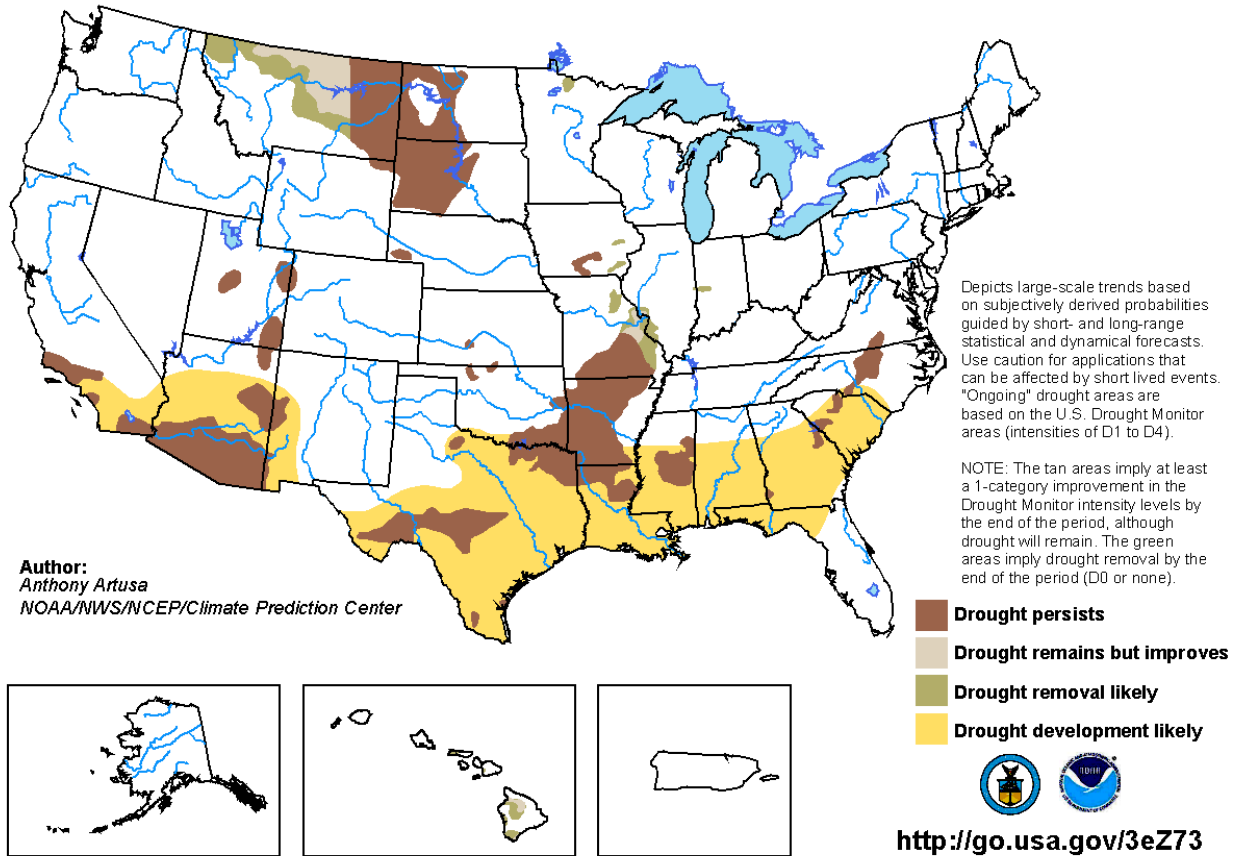 Depicts large-scale trends based
on subjectively derived probabilities
guided by short- and long-range
statistical and dynamical forecasts.
Use caution for applications that
can be affected by short lived events.
"Ongoing" drought areas are
based on the U.S. Drought Monitor
areas (intensities of D1 to D4).
NOTE: The tan areas imply at least
a 1-category improvement in the
Drought Monitor intensity levels by
the end of the period, although
drought will remain. The green
areas imply drought removal by the
end of the period (D0 or none).
Author:
Anthony Artusa
NOAA/NWS/NCEP/Climate Prediction Center
Drought persists
Drought remains but improves
Drought removal likely
Drought development likely
http://go.usa.gov/3eZ73